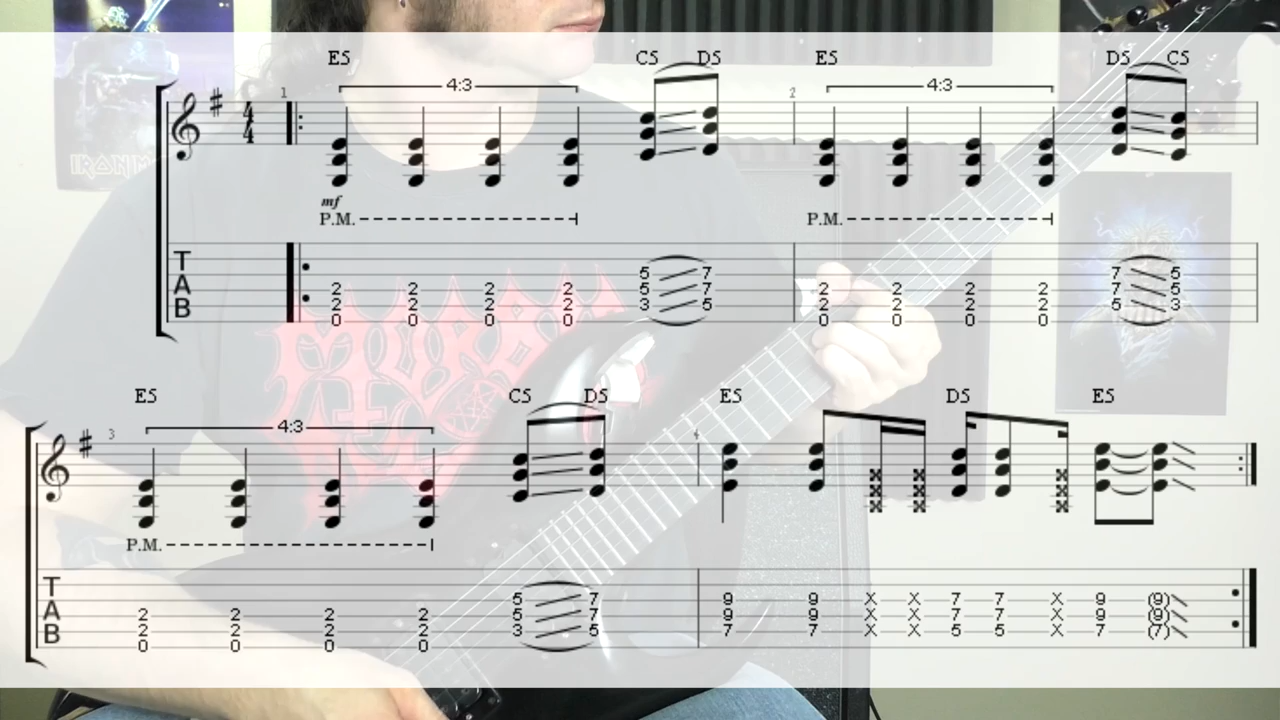 E5 C5 D5 E5 D5 C5
4:3 4:3
1 2
4
4
mf
P.M. P.M.
T
A
B
5 7 7 5
2 2 2 2 5 7 2 2 2 2 7 5
2 2 2 2 3 5 2 2 2 2 5 3
0 0 0 0 0 0 0 0
IRON M
MORB
E5 C5 D5 E5 D5 E5
4:3
3 4
P.M.
T
A
B
5 7 9 9 X X 7 7 X 9 (9)
2 2 2 2 5 7 9 9 X X 7 7 X 9 (9)
2 2 2 2 3 5 7 7 X X 5 5 X 7 (7)
0 0 0 0